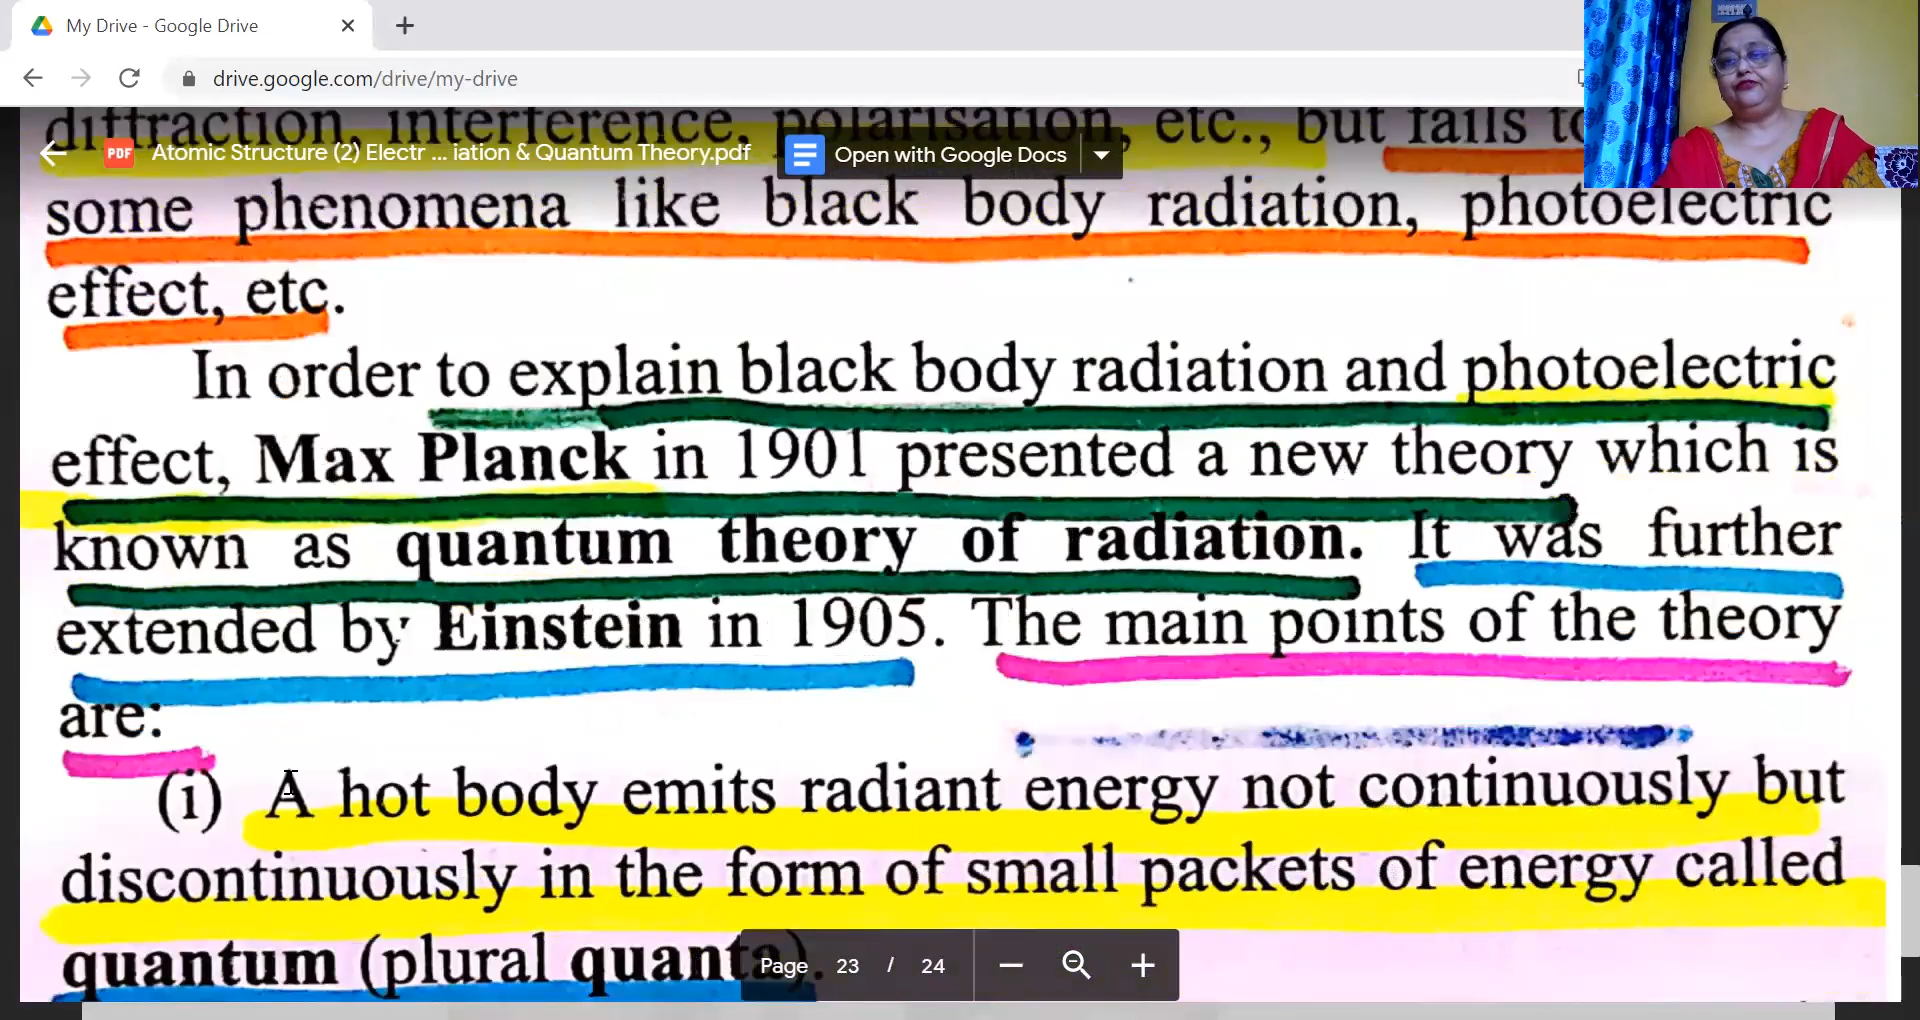 My Drive - Google Drive
drive.google.com/drive/my-drive
diffraction, interference, polarisation, etc., but fails to
PDF Atomic Structure (2) Electr ... iation & Quantum Theory.pdf Open with Google Docs
some phenomena like black body radiation, photoelectric
effect, etc.
In order to explain black body radiation and photoelectric
effect, Max Planck in 1901 presented a new theory which is
known as quantum theory of radiation. It was further
extended by Einstein in 1905. The main points of the theory
are:
(i) A hot body emits radiant energy not continuously but
discontinuously in the form of small packets of energy called
quantum (plural quanta).
Page 23 / 24